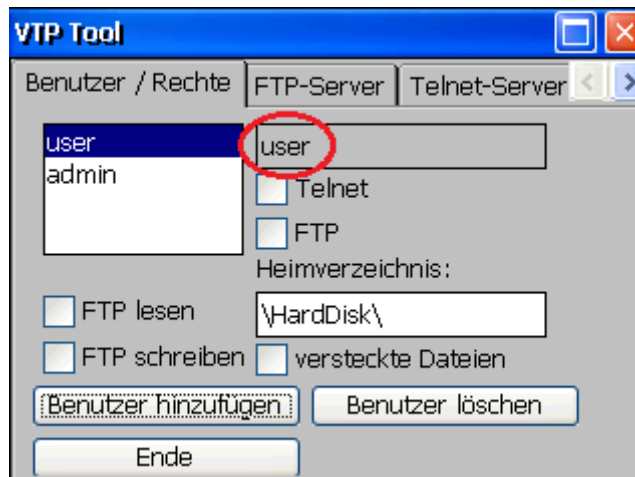 VTP Tool
Benutzer / Rechte FTP-Server Telnet-Server
user user
admin
Telnet
FTP
Heimverzeichnis:
FTP lesen \HardDisk\
FTP schreiben versteckte Dateien
Benutzer hinzufügen Benutzer löschen
Ende